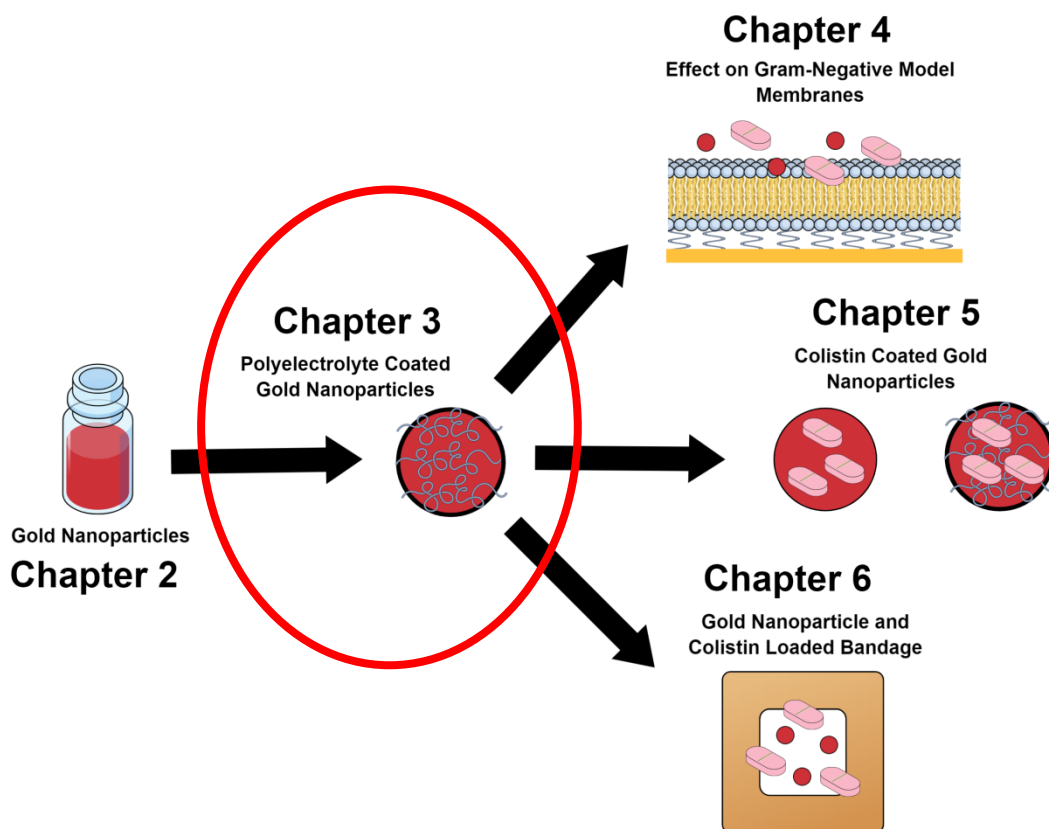 Chapter 4
Effect on Gram-Negative Model
Membranes
Chapter 3
Polyelectrolyte Coated
Gold Nanoparticles
Chapter 5
Colistin Coated Gold
Nanoparticles
Gold Nanoparticles
Chapter 2
Chapter 6
Gold Nanoparticle and
Colistin Loaded Bandage